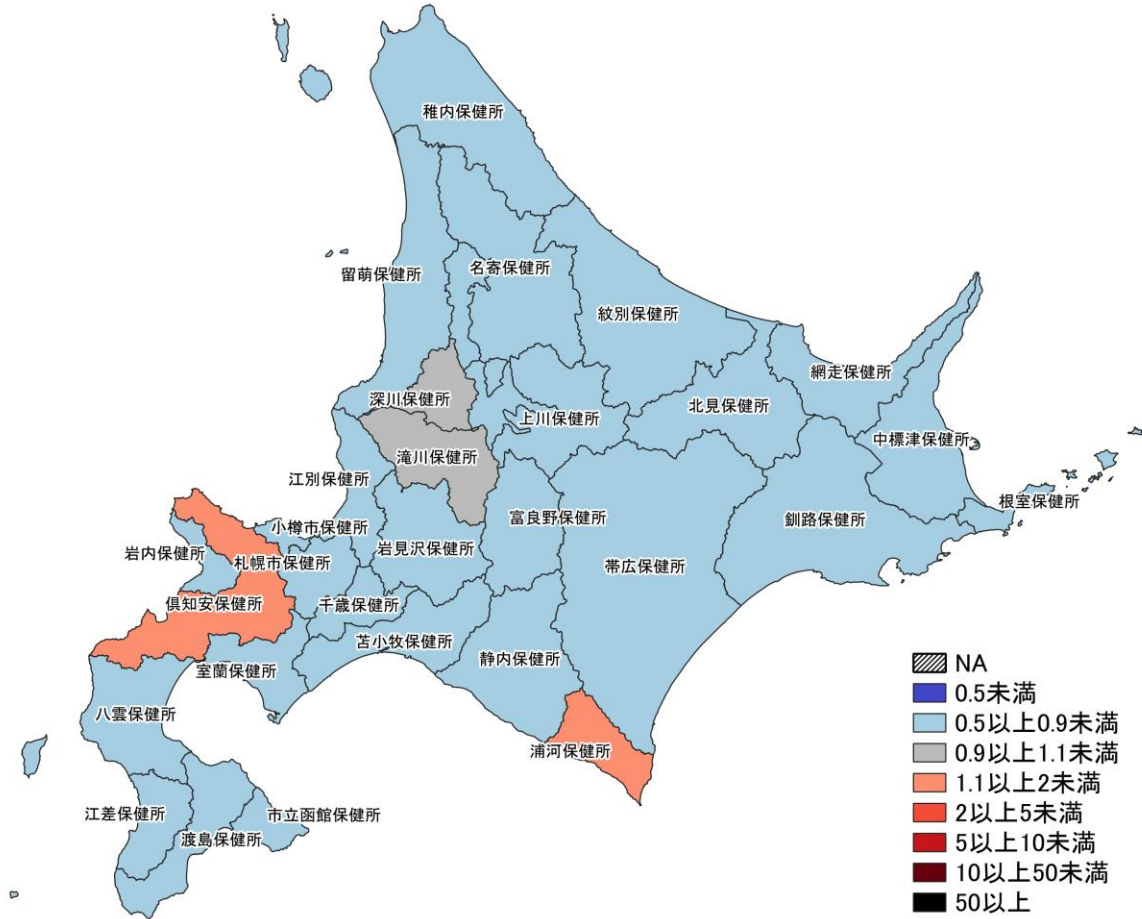 稚内保健所
留萌保健所
名寄保健所
紋別保健所
網走保健所
深川保健所
上川保健所
北見保健所
中標津保健所
滝川保健所
江別保健所
根室保健所
小樽市保健所
富良野保健所
釧路保健所
岩内保健所
札幌市保健所
岩見沢保健所
帯広保健所
倶知安保健所
千歳保健所
苫小牧保健所
静内保健所
室蘭保健所
八雲保健所
浦河保健所
江差保健所
市立函館保健所
渡島保健所
NA
0.5未満
0.5以上0.9未満
0.9以上1.1未満
1.1以上2未満
2以上5未満
5以上10未満
10以上50未満
50以上